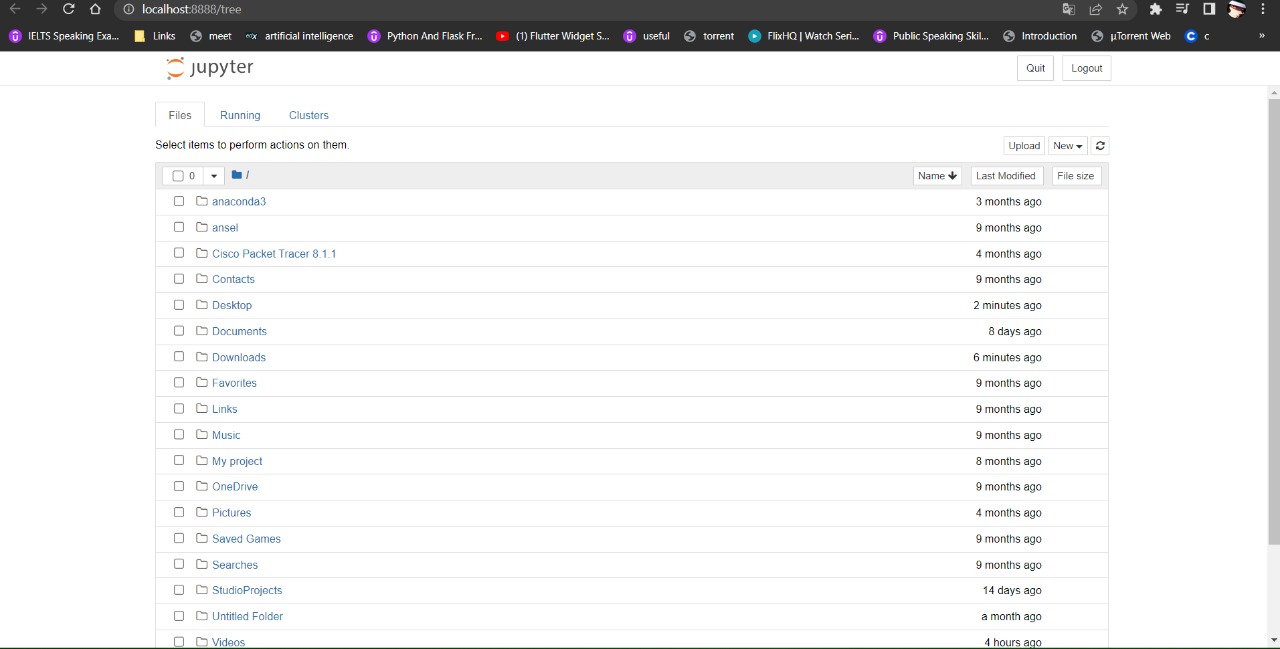 localhost:8888/tree
IELTS Speaking Exa... Links meet artificial intelligence Python And Flask Fr... (1) Flutter Widget S... useful torrent FlixHQ | Watch Seri... Public Speaking Skil... Introduction µTorrent Web c »
jupyter Quit Logout
Files Running Clusters
Select items to perform actions on them. Upload New
0 / Name Last Modified File size
anaconda3 3 months ago
ansel 9 months ago
Cisco Packet Tracer 8.1.1 4 months ago
Contacts 9 months ago
Desktop 2 minutes ago
Documents 8 days ago
Downloads 6 minutes ago
Favorites 9 months ago
Links 9 months ago
Music 9 months ago
My project 8 months ago
OneDrive 9 months ago
Pictures 4 months ago
Saved Games 9 months ago
Searches 9 months ago
StudioProjects 14 days ago
Untitled Folder a month ago
Videos 4 hours ago